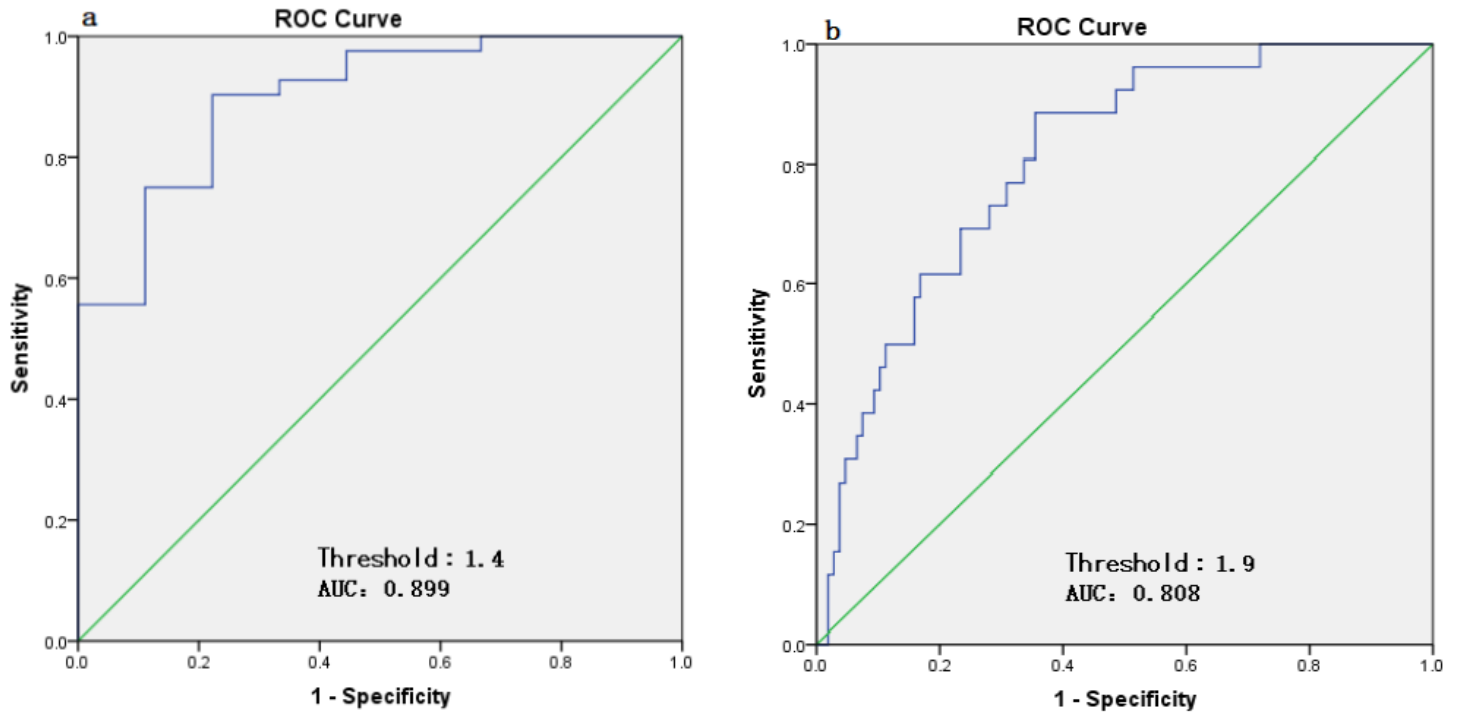 a
ROC Curve
1.0
0.8
0.6
0.4
0.2
0.0
Sensitivity
Threshold：1.4
AUC：0.899
0.0 0.2 0.4 0.6 0.8 1.0
1 - Specificity
b
ROC Curve
1.0
0.8
0.6
0.4
0.2
0.0
Sensitivity
Threshold：1.9
AUC：0.808
0.0 0.2 0.4 0.6 0.8 1.0
1 - Specificity